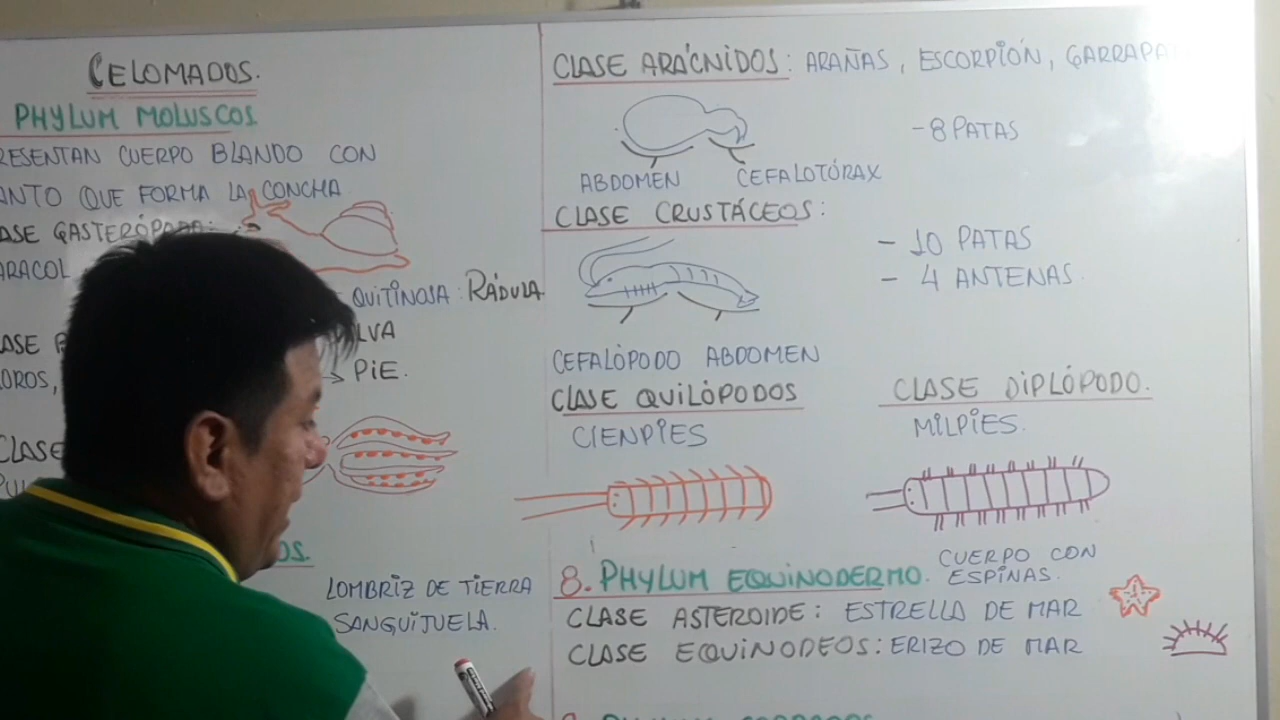 CELOMADOS.
PHYLUM MOLUSCOS
RESENTAN CUERPO BLANDO CON
ANTO QUE FORMA LA CONCHA
ASE GASTERÓPODO:
ARACOL
QUITINOSA: RÁDULA
ASE
LVA
OROS,
→ PIE.
CLASE
PUL
OS.
LOMBRIZ DE TIERRA
SANGUIJUELA.
CLASE ARÁCNIDOS: ARAÑAS, ESCORPIÓN, GARRAPA
- 8 PATAS
ABDOMEN CEFALOTÓRAX
CLASE CRUSTÁCEOS:
- 10 PATAS
- 4 ANTENAS
CEFALÓPODO ABDOMEN
CLASE QUILÓPODOS
CIENPIES
CLASE DIPLÓPODO.
MILPIES.
8. PHYLUM EQUINODERMO. CUERPO CON
ESPINAS.
CLASE ASTEROIDE: ESTRELLA DE MAR
CLASE EQUINODEOS: ERIZO DE MAR